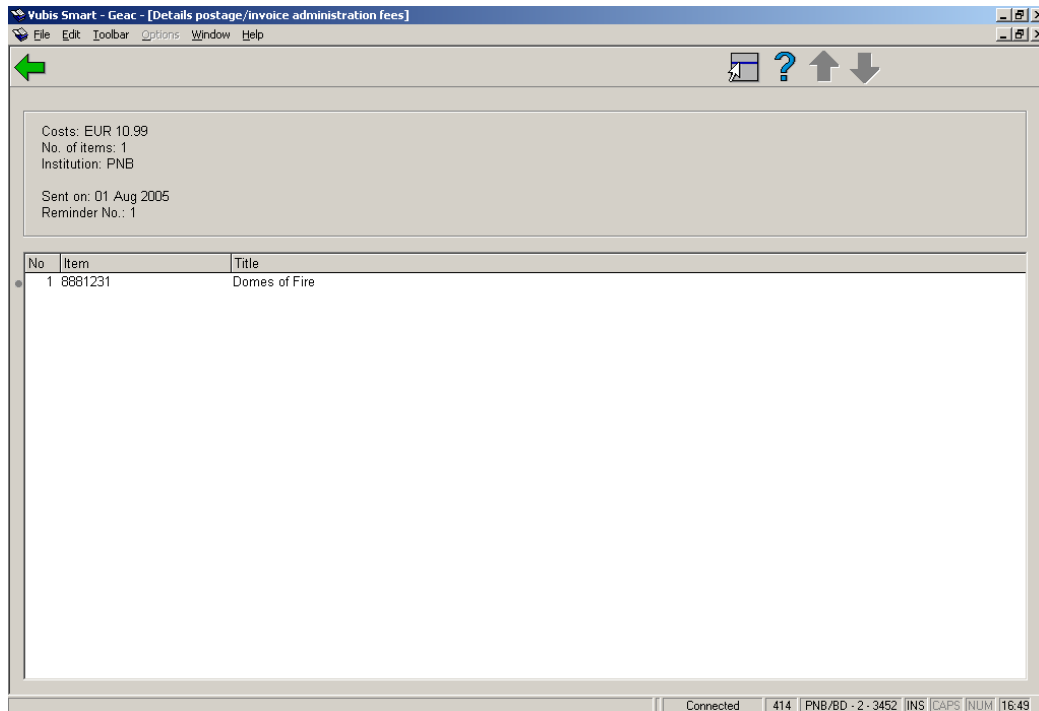 Vubis Smart - Geac - [Details postage/invoice administration fees]
File Edit Toolbar Options Window Help
?
Costs: EUR 10.99
No. of items: 1
Institution: PNB
Sent on: 01 Aug 2005
Reminder No.: 1
No Item Title
1 8881231 Domes of Fire
Connected 414 PNB/BD - 2 - 3452 INS CAPS NUM 16:49